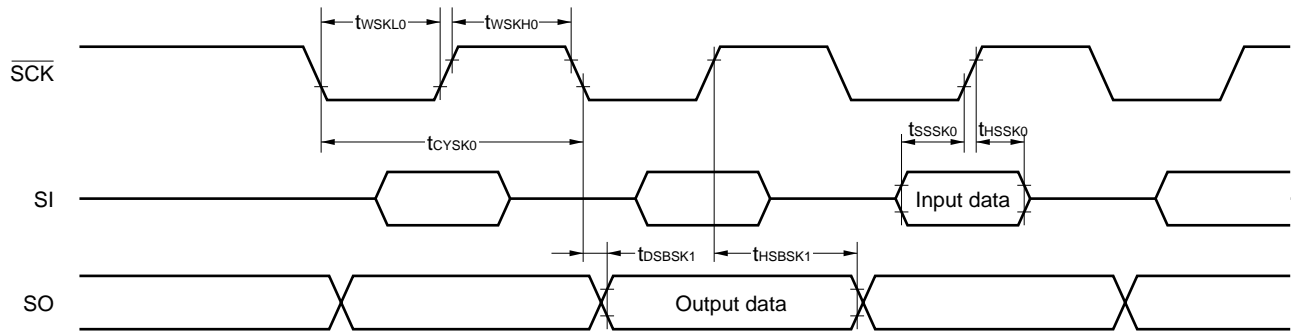 tWSKL0 tWSKH0
SCK
tSSSK0 tHSSK0
tCYSK0
SI Input data
tDSBSK1 tHSBSK1
SO Output data